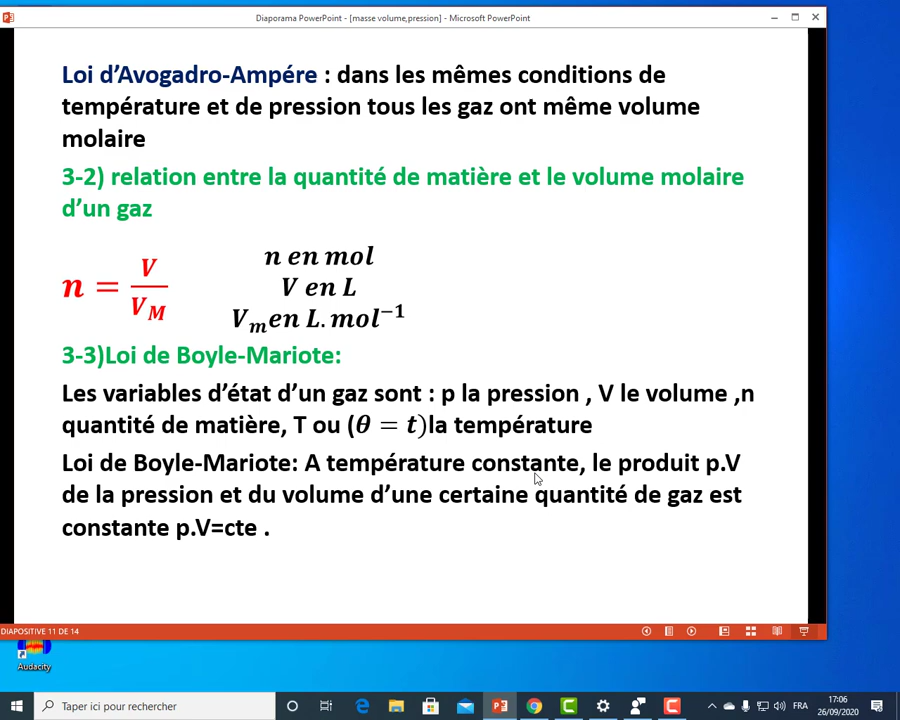 Diaporama PowerPoint - [masse volume,pression] - Microsoft PowerPoint
Loi d'Avogadro-Ampére : dans les mêmes conditions de
température et de pression tous les gaz ont même volume
molaire
3-2) relation entre la quantité de matière et le volume molaire
d'un gaz
n = V/V_M
n en mol
V en L
V_m en L.mol⁻¹
3-3)Loi de Boyle-Mariote:
Les variables d'état d'un gaz sont : p la pression , V le volume ,n
quantité de matière, T ou (θ = t)la température
Loi de Boyle-Mariote: A température constante, le produit p.V
de la pression et du volume d'une certaine quantité de gaz est
constante p.V=cte .
DIAPOSITIVE 11 DE 14
Audacity
Taper ici pour rechercher
FRA
17:06
26/09/2020